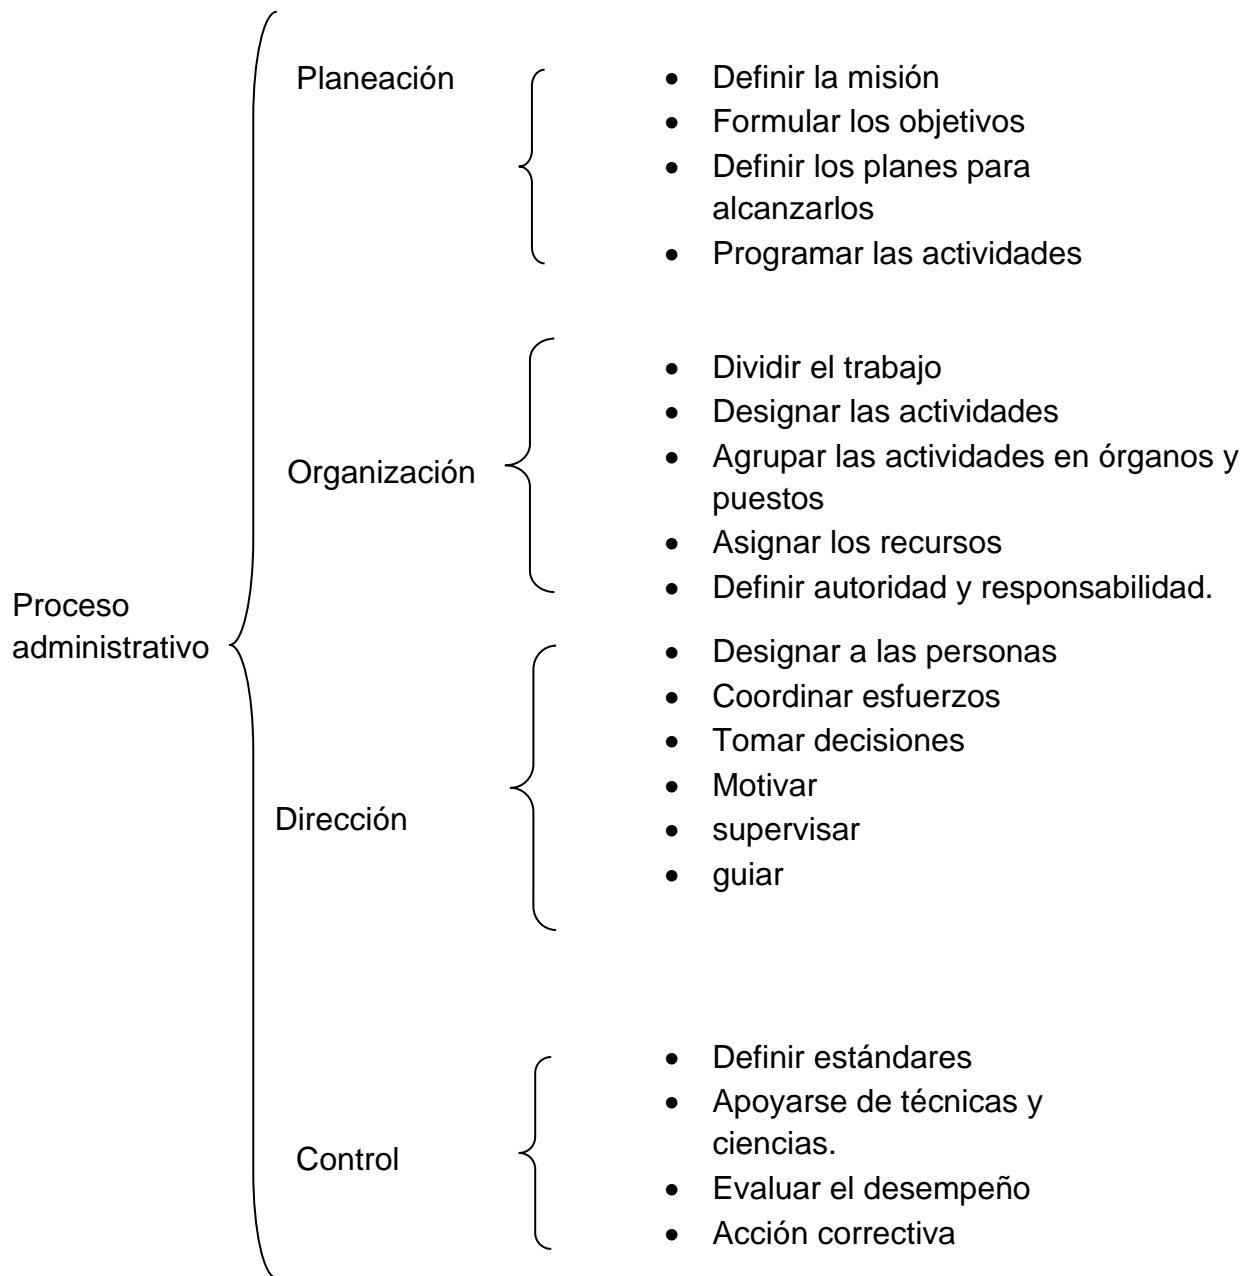 Proceso
administrativo
Planeación
• Definir la misión
• Formular los objetivos
• Definir los planes para
alcanzarlos
• Programar las actividades
Organización
• Dividir el trabajo
• Designar las actividades
• Agrupar las actividades en órganos y
puestos
• Asignar los recursos
• Definir autoridad y responsabilidad.
Dirección
• Designar a las personas
• Coordinar esfuerzos
• Tomar decisiones
• Motivar
• supervisar
• guiar
Control
• Definir estándares
• Apoyarse de técnicas y
ciencias.
• Evaluar el desempeño
• Acción correctiva